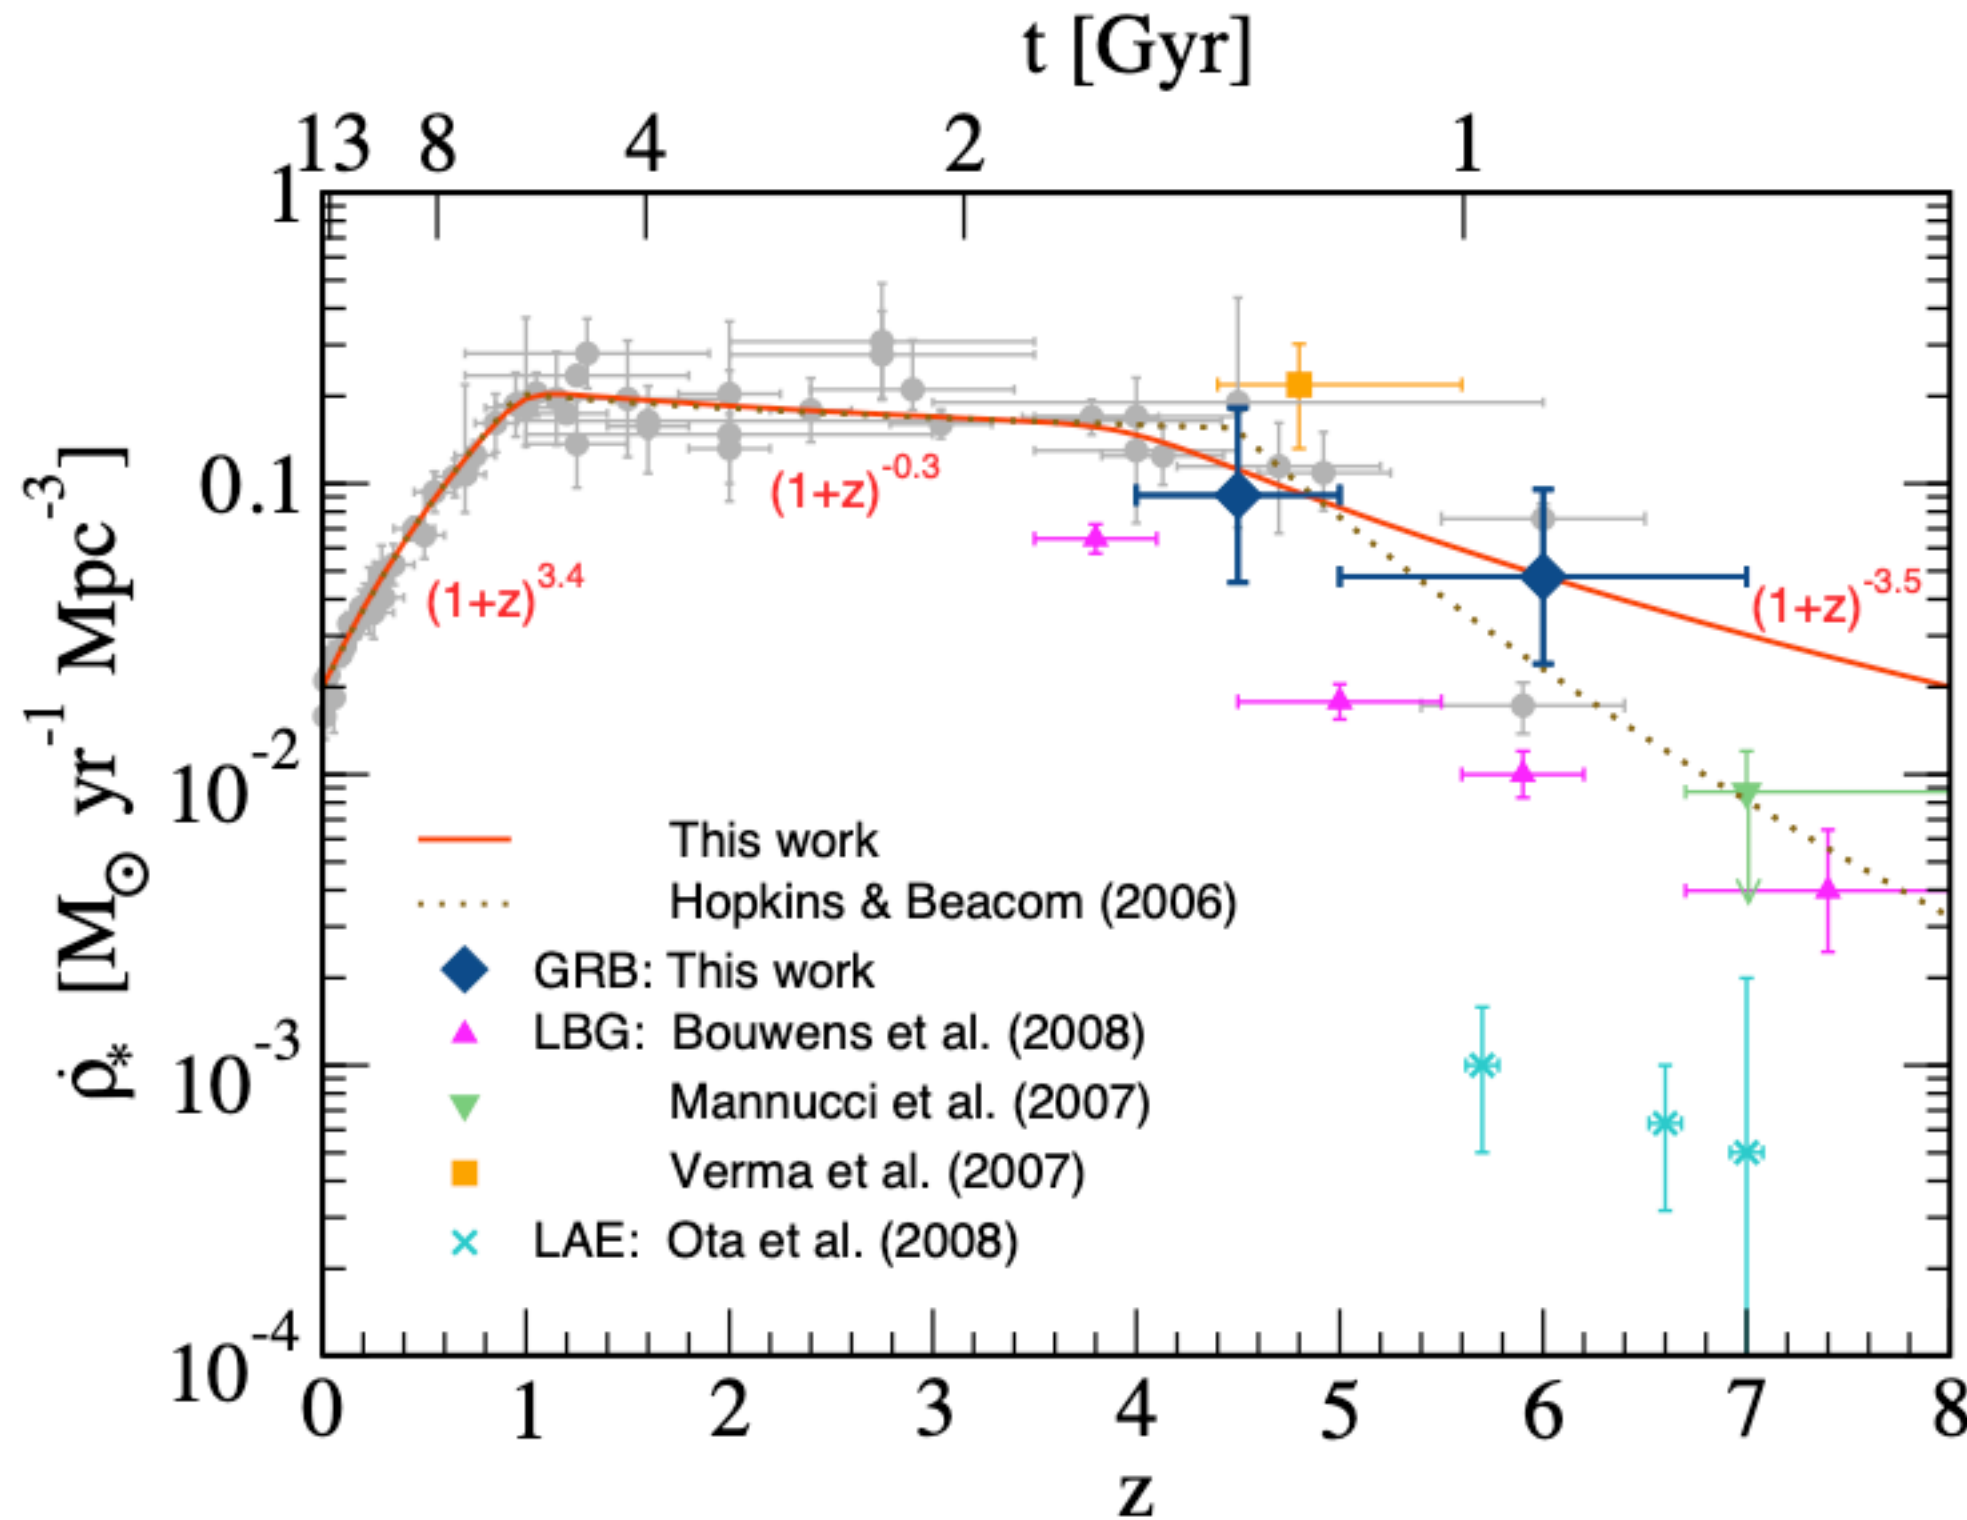 t [Gyr]
13 8 4 2 1
1
0.1
10^-2
10^-3
10^-4
ρ̇* [M⊙ yr^-1 Mpc^-3]
(1+z)^3.4
(1+z)^-0.3
(1+z)^-3.5
This work
Hopkins & Beacom (2006)
GRB: This work
LBG: Bouwens et al. (2008)
Mannucci et al. (2007)
Verma et al. (2007)
LAE: Ota et al. (2008)
0 1 2 3 4 5 6 7 8
z